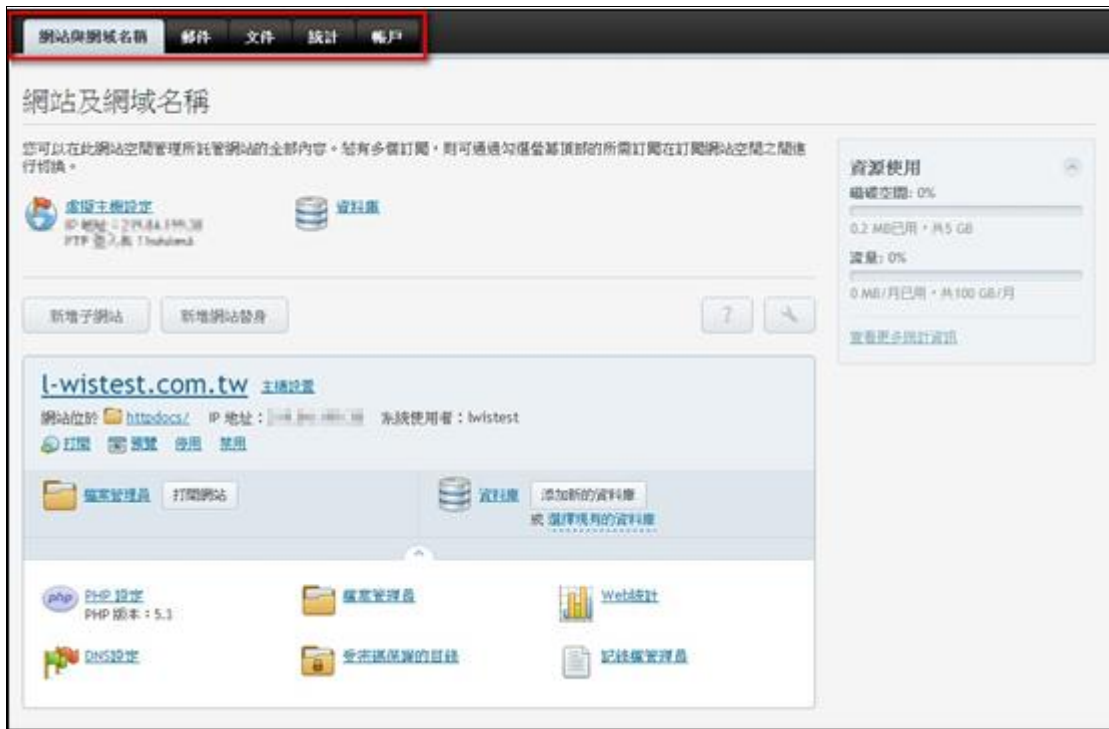 網站與網域名稱 郵件 文件 統計 帳戶
網站及網域名稱
您可以在此網站空間管理所託管網站的全部內容。若有多個訂閱,則可通過勾選螢幕頂部的所需訂閱在訂閱網站空間之間進
行切換。
虛擬主機設定
IP 地址:
FTP 登入為
資料庫
資源使用
磁碟空間: 0%
0.2 MB已用,共5 GB
流量: 0%
0 MB/月已用,共100 GB/月
查看更多統計資訊
新增子網站 新增網站替身 ?
l-wistest.com.tw 主機設置
網站位於 httpdocs/ IP 地址: 系統使用者:lwistest
打開 預覽 停用 禁用
檔案管理員 打開網站
資料庫 添加新的資料庫
或 選擇現有的資料庫
php PHP 設定 檔案管理員 Web統計
PHP 版本:5.3
DNS設定 受密碼保護的目錄 記錄檔管理員